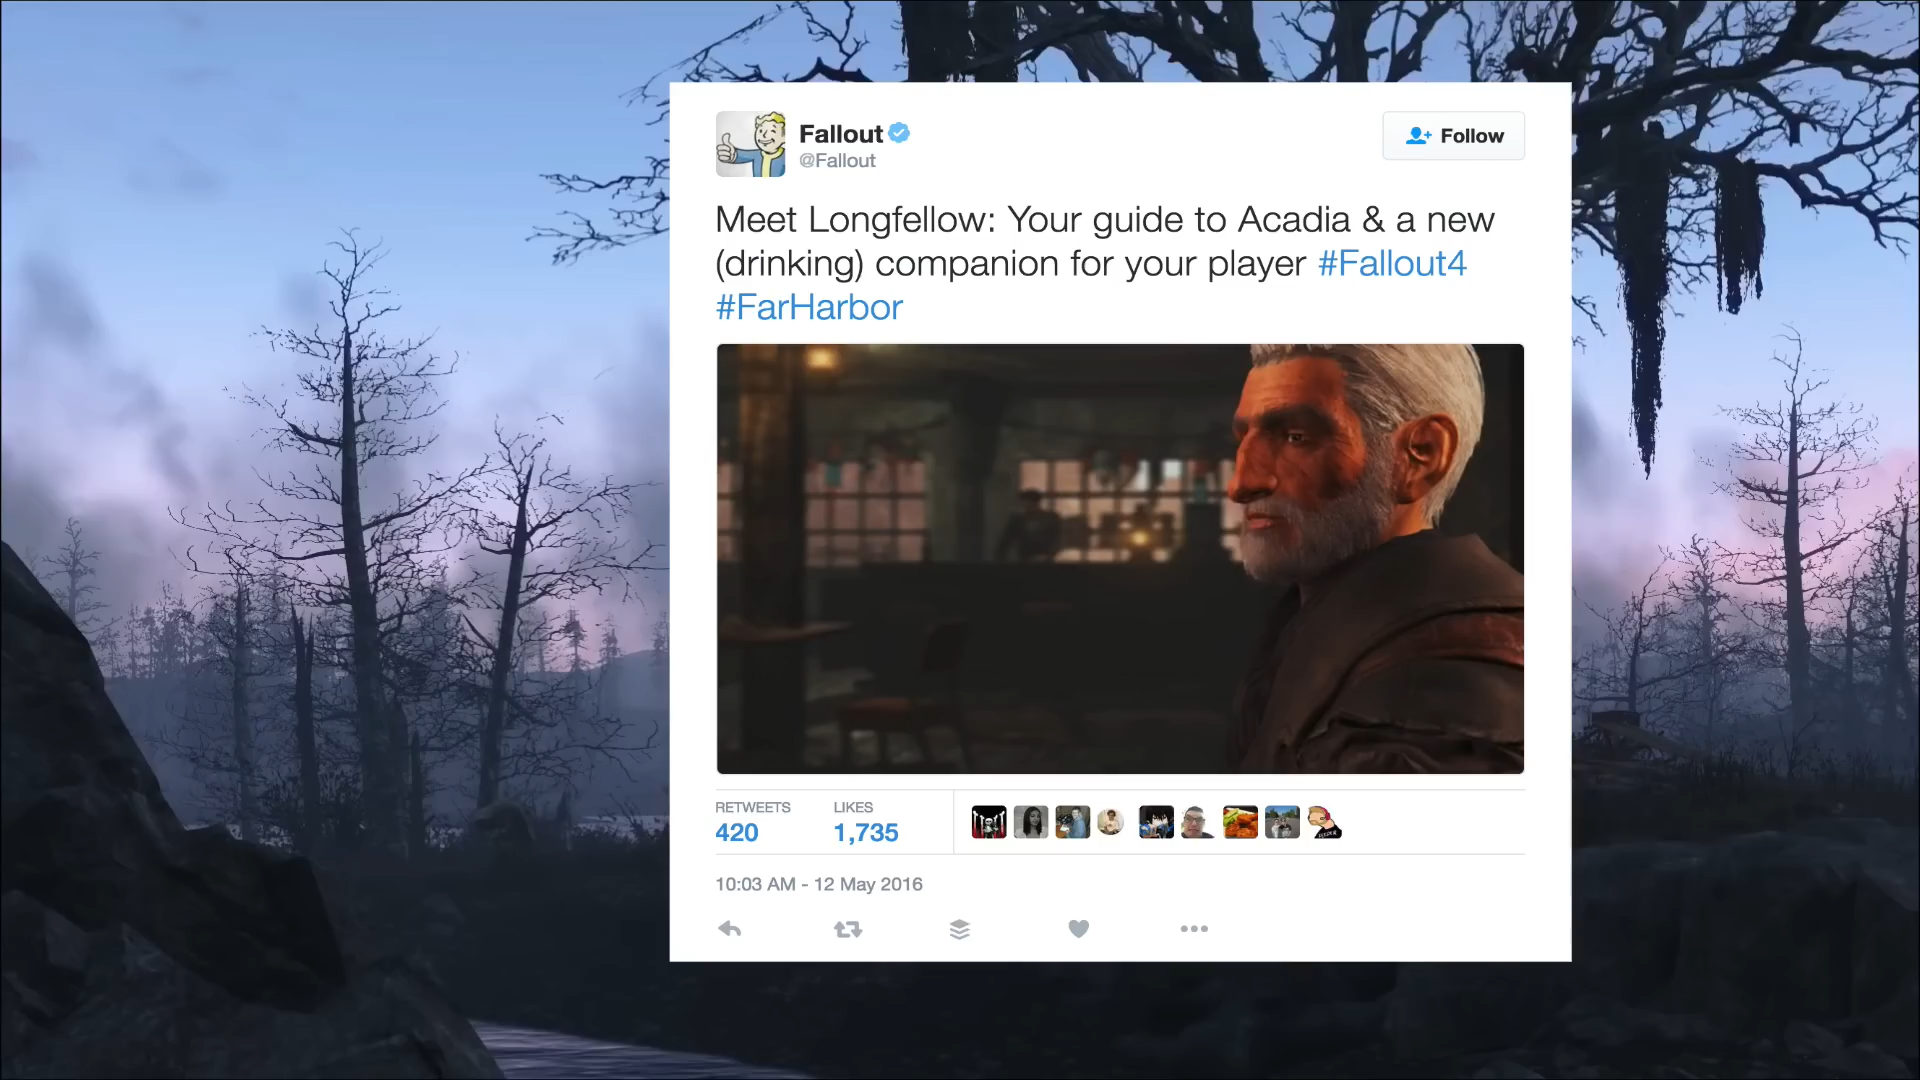 Fallout
@Fallout
Follow
Meet Longfellow: Your guide to Acadia & a new
(drinking) companion for your player #Fallout4
#FarHarbor
RETWEETS
420
LIKES
1,735
10:03 AM - 12 May 2016